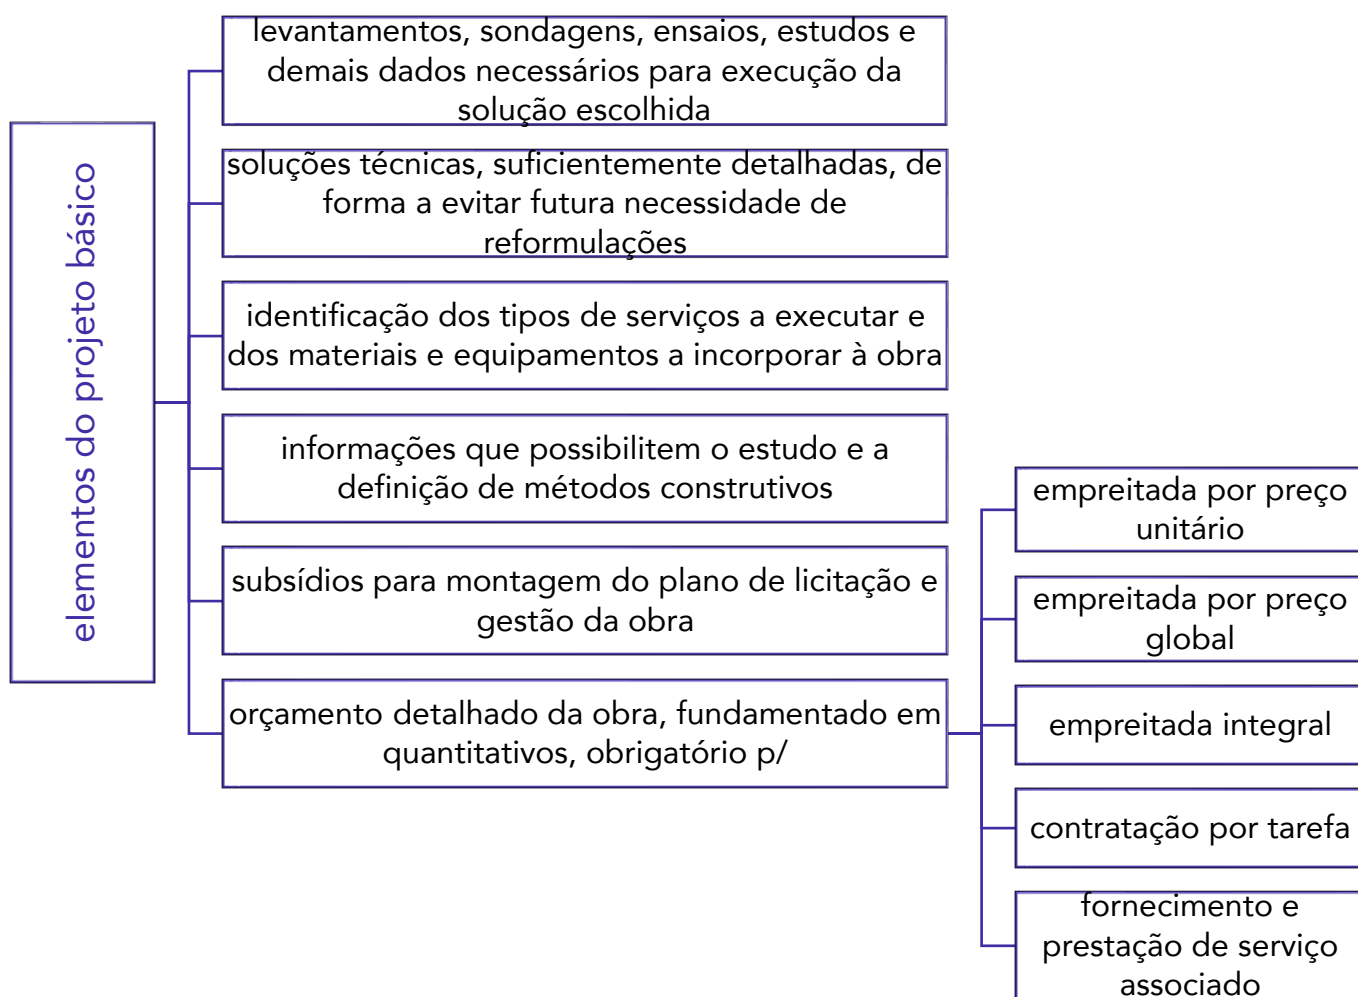 elementos do projeto básico
levantamentos, sondagens, ensaios, estudos e
demais dados necessários para execução da
solução escolhida
soluções técnicas, suficientemente detalhadas, de
forma a evitar futura necessidade de
reformulações
identificação dos tipos de serviços a executar e
dos materiais e equipamentos a incorporar à obra
informações que possibilitem o estudo e a
definição de métodos construtivos
subsídios para montagem do plano de licitação e
gestão da obra
orçamento detalhado da obra, fundamentado em
quantitativos, obrigatório p/
empreitada por preço
unitário
empreitada por preço
global
empreitada integral
contratação por tarefa
fornecimento e
prestação de serviço
associado